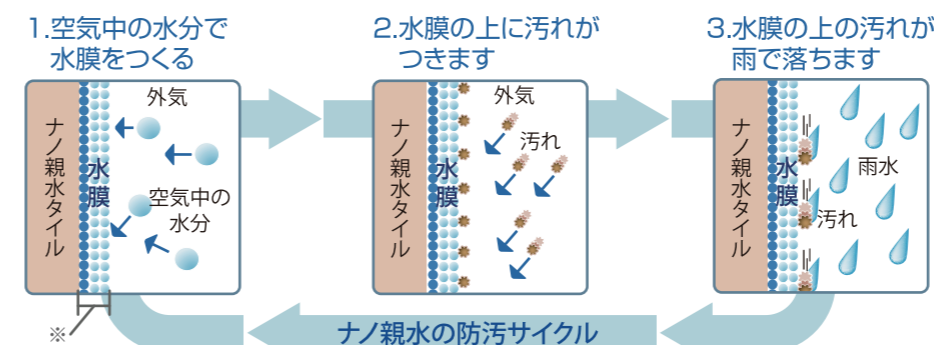 1.空気中の水分で
水膜をつくる
外気
ナノ親水タイル
水膜
空気中の
水分
※
2.水膜の上に汚れが
つきます
外気
汚れ
ナノ親水タイル
水膜
3.水膜の上の汚れが
雨で落ちます
ナノ親水タイル
水膜
雨水
汚れ
ナノ親水の防汚サイクル